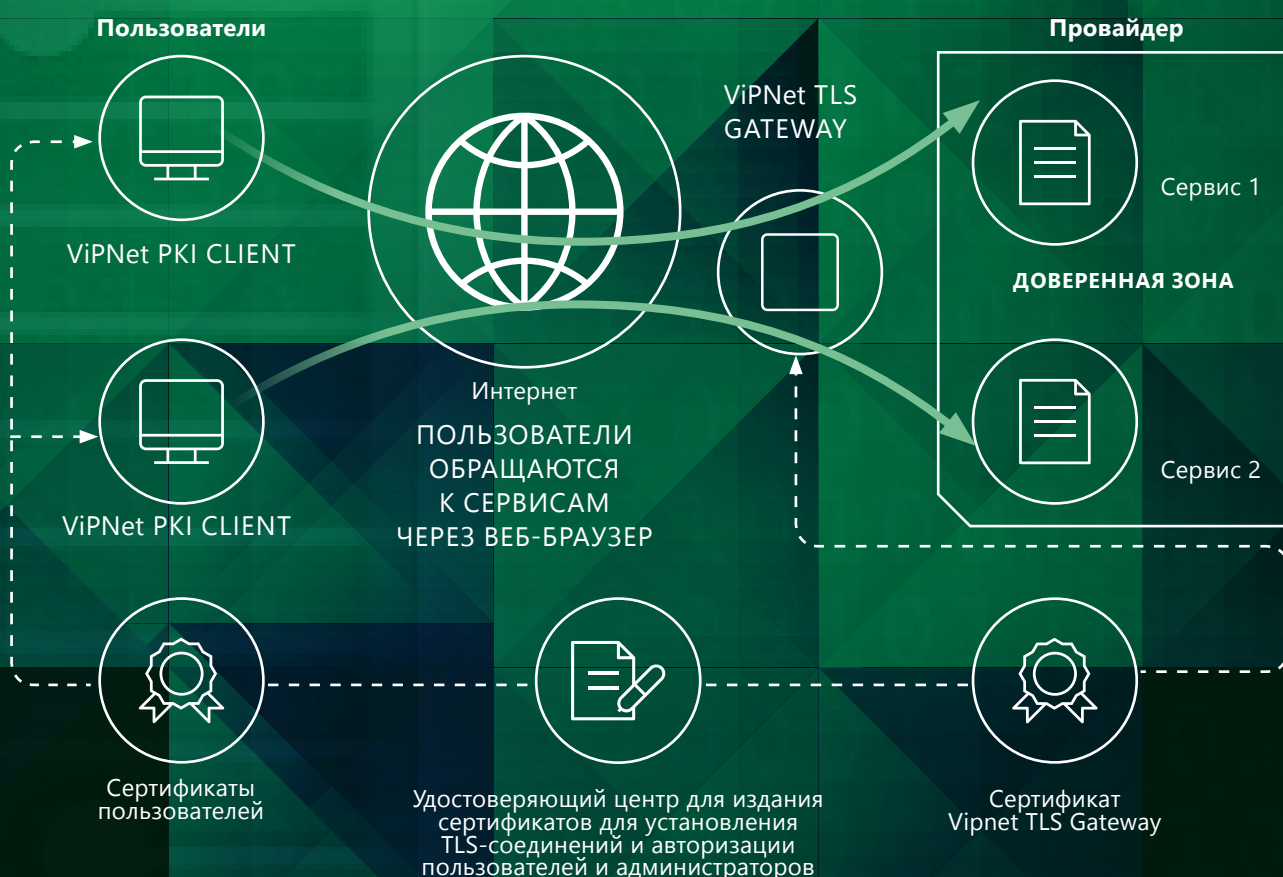 Пользователи
Провайдер
ViPNet TLS
GATEWAY
Сервис 1
ViPNet PKI CLIENT
ДОВЕРЕННАЯ ЗОНА
Интернет
ПОЛЬЗОВАТЕЛИ
ОБРАЩАЮТСЯ
К СЕРВИСАМ
ЧЕРЕЗ ВЕБ-БРАУЗЕР
Сервис 2
ViPNet PKI CLIENT
Сертификаты
пользователей
Удостоверяющий центр для издания
сертификатов для установления
TLS-соединений и авторизации
пользователей и администраторов
Сертификат
Vipnet TLS Gateway